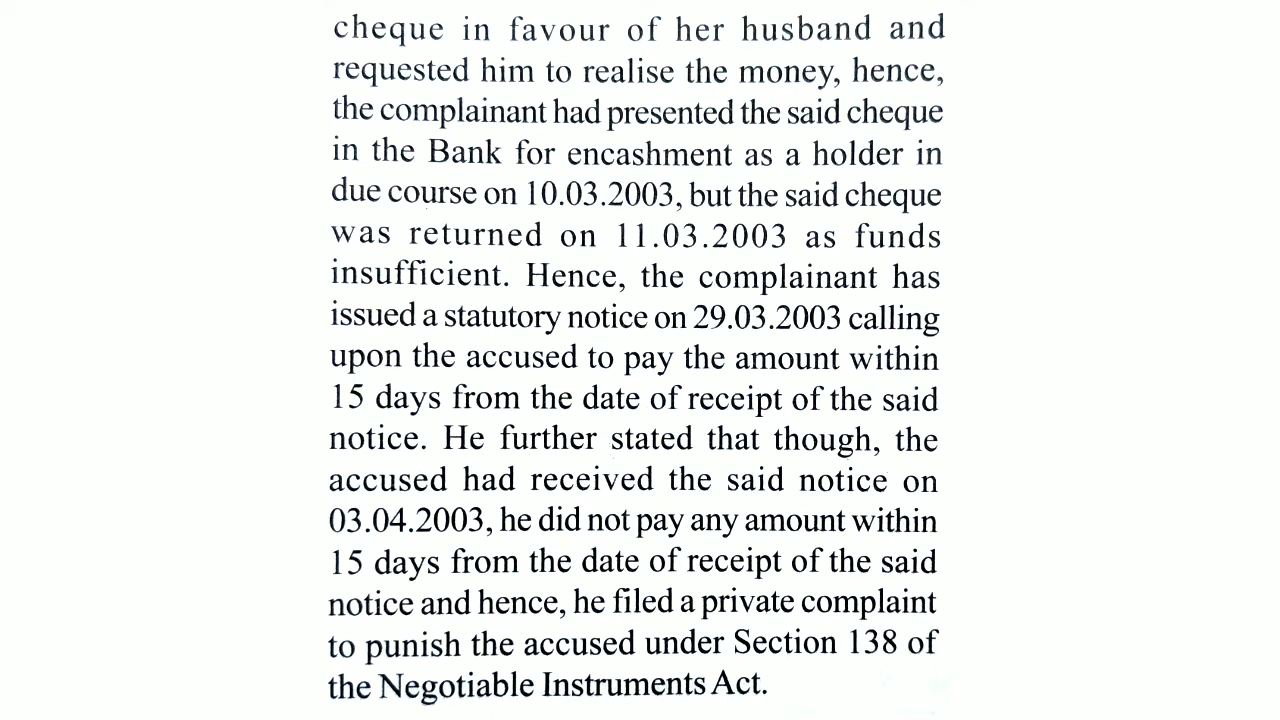 cheque in favour of her husband and
requested him to realise the money, hence,
the complainant had presented the said cheque
in the Bank for encashment as a holder in
due course on 10.03.2003, but the said cheque
was returned on 11.03.2003 as funds
insufficient. Hence, the complainant has
issued a statutory notice on 29.03.2003 calling
upon the accused to pay the amount within
15 days from the date of receipt of the said
notice. He further stated that though, the
accused had received the said notice on
03.04.2003, he did not pay any amount within
15 days from the date of receipt of the said
notice and hence, he filed a private complaint
to punish the accused under Section 138 of
the Negotiable Instruments Act.